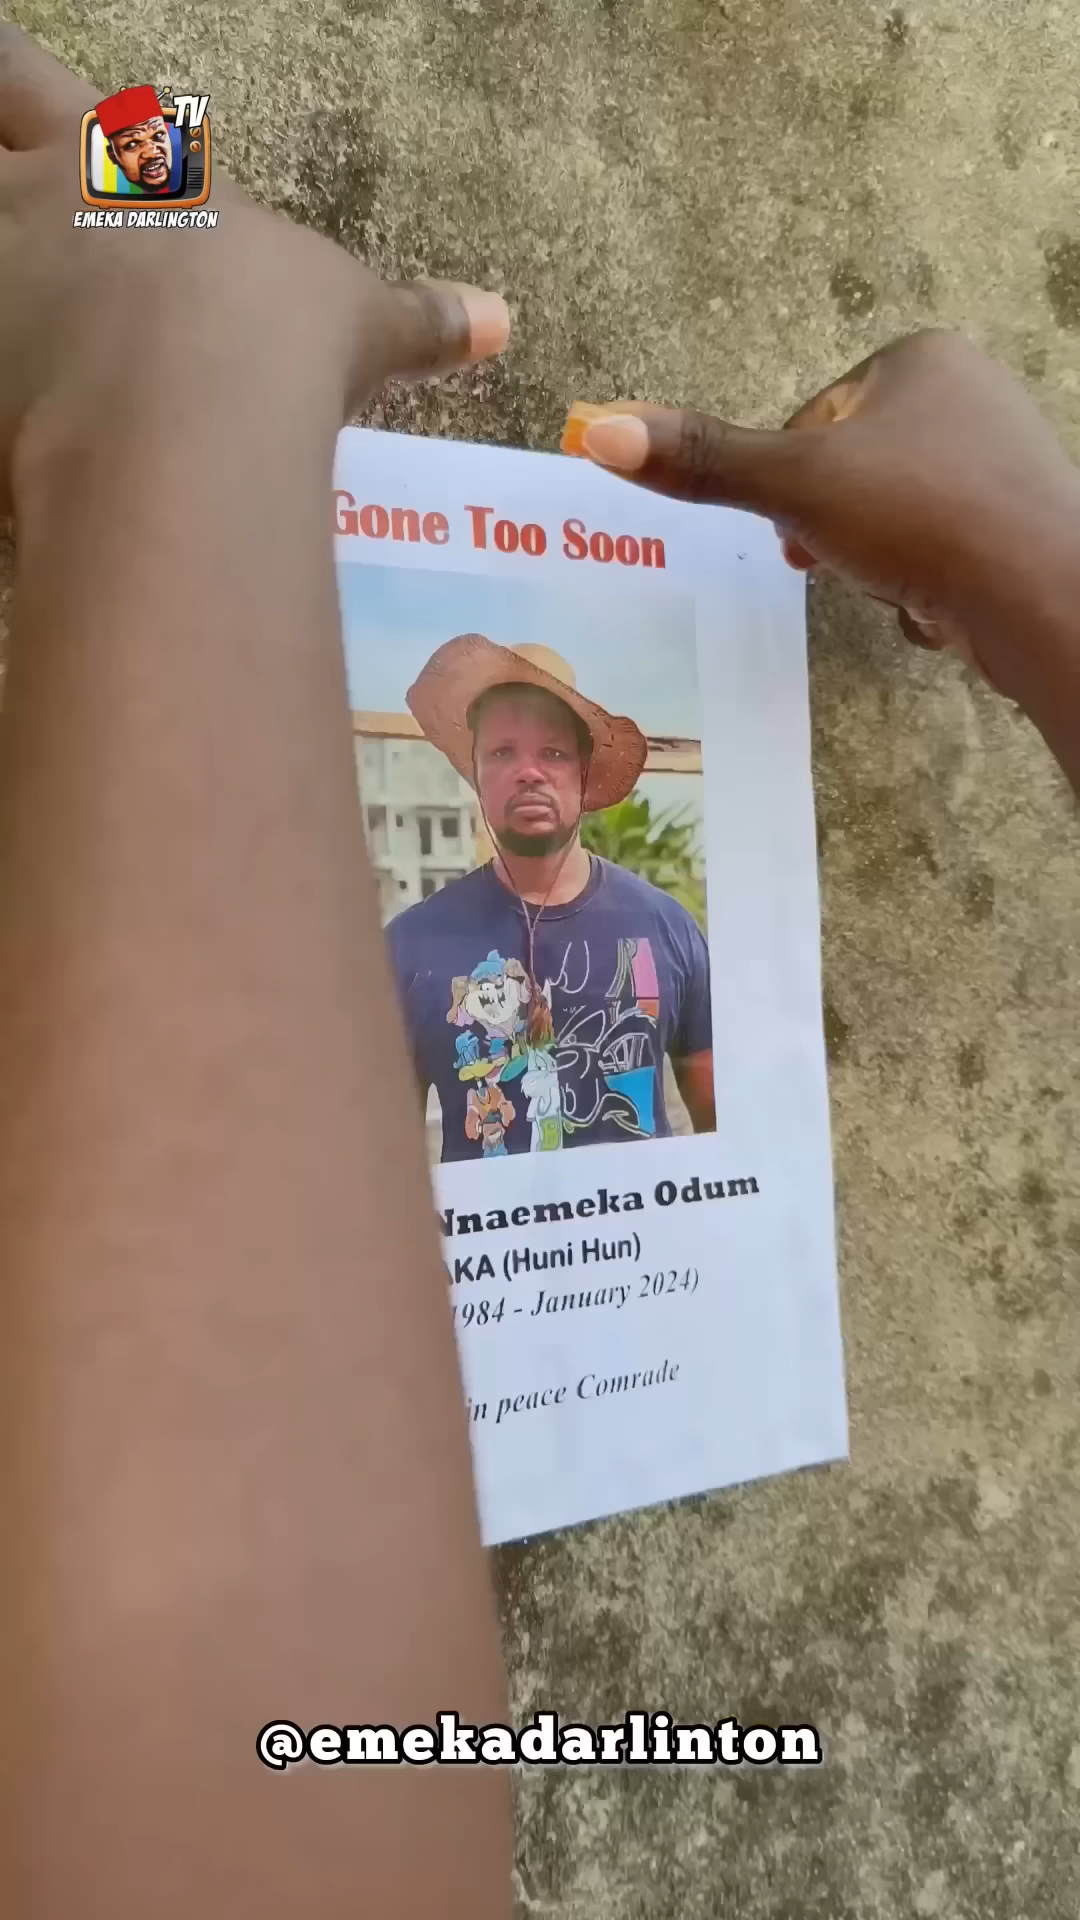 TV
EMEKA DARLINGTON
Gone Too Soon
Nnaemeka Odum
AKA (Huni Hun)
1984 - January 2024)
in peace Comrade
@emekadarlinton